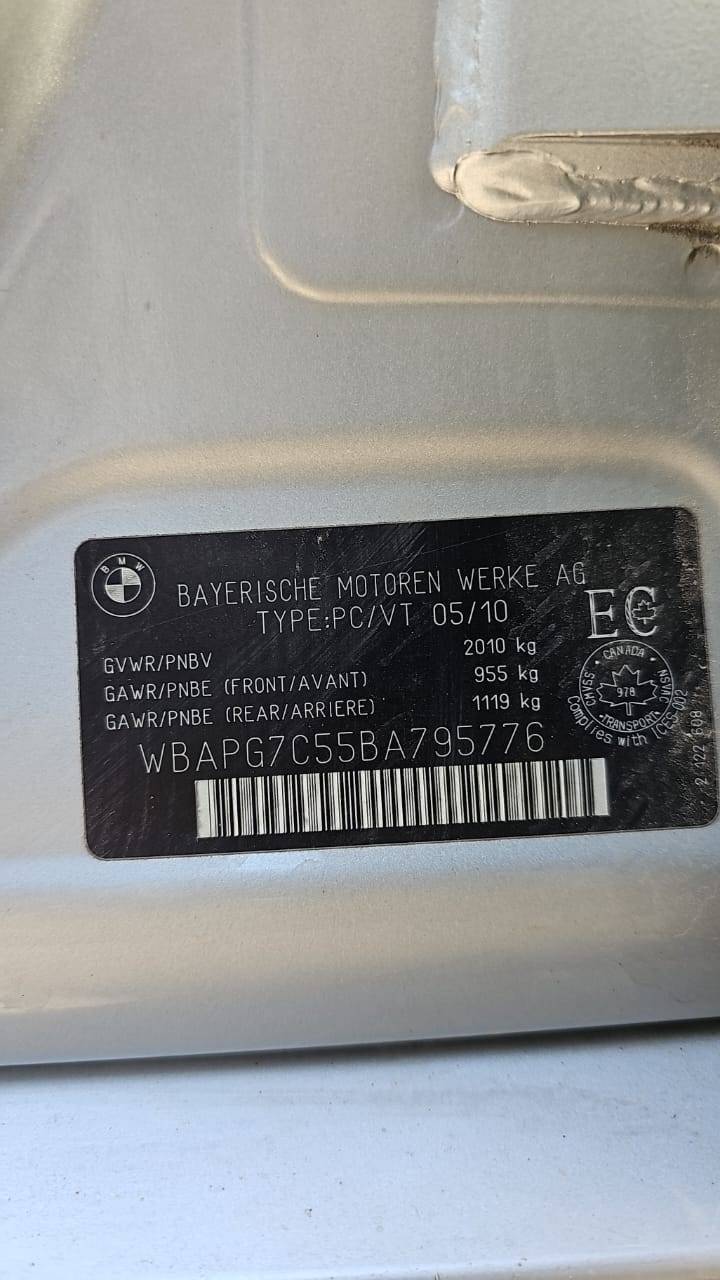 BMW
BAYERISCHE MOTOREN WERKE AG
TYPE:PC/VT 05/10
EC
GVWR/PNBV 2010 kg
GAWR/PNBE (FRONT/AVANT) 955 kg
GAWR/PNBE (REAR/ARRIERE) 1119 kg
WBAPG7C55BA795776
CANADA
CMVSS 978 NSVAC
TRANSPORT
complies with ICES 002
2 122 608